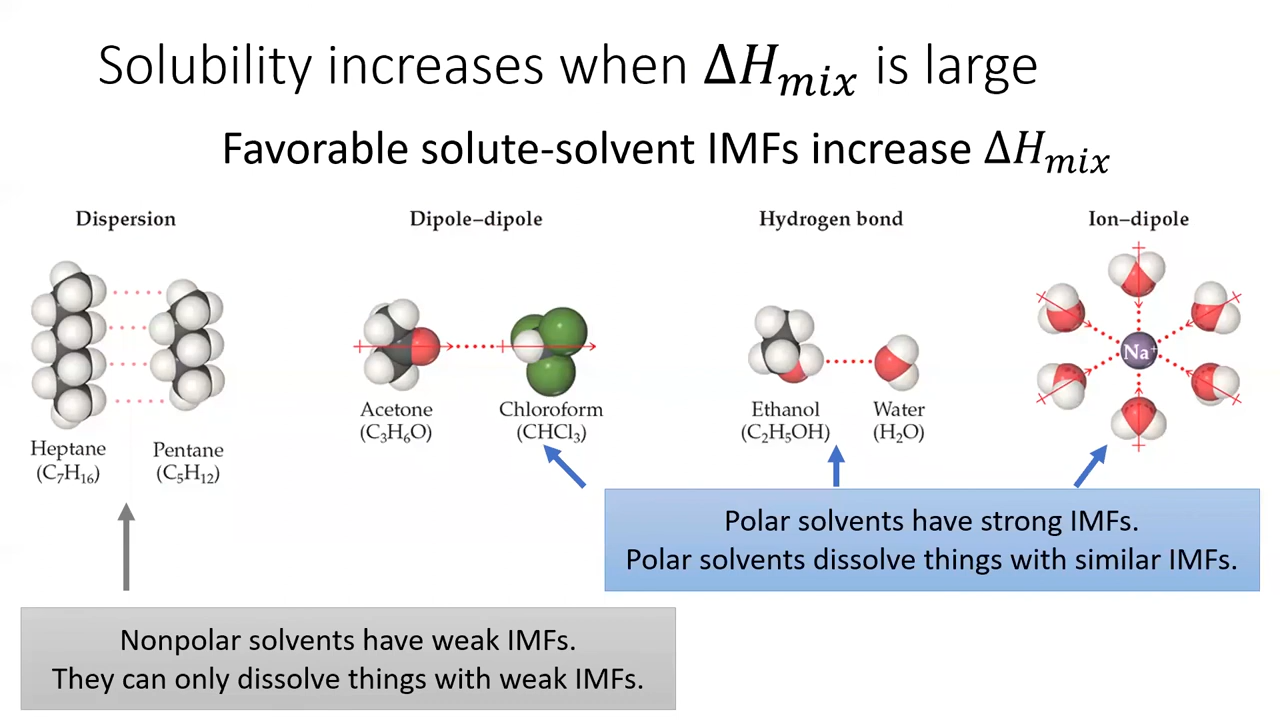 Solubility increases when Δ𝐻ₘᵢₓ is large
Favorable solute-solvent IMFs increase Δ𝐻ₘᵢₓ
Dispersion
Dipole–dipole
Hydrogen bond
Ion–dipole
Na⁺
Acetone
(C₃H₆O)
Chloroform
(CHCl₃)
Ethanol
(C₂H₅OH)
Water
(H₂O)
Heptane
(C₇H₁₆)
Pentane
(C₅H₁₂)
Polar solvents have strong IMFs.
Polar solvents dissolve things with similar IMFs.
Nonpolar solvents have weak IMFs.
They can only dissolve things with weak IMFs.